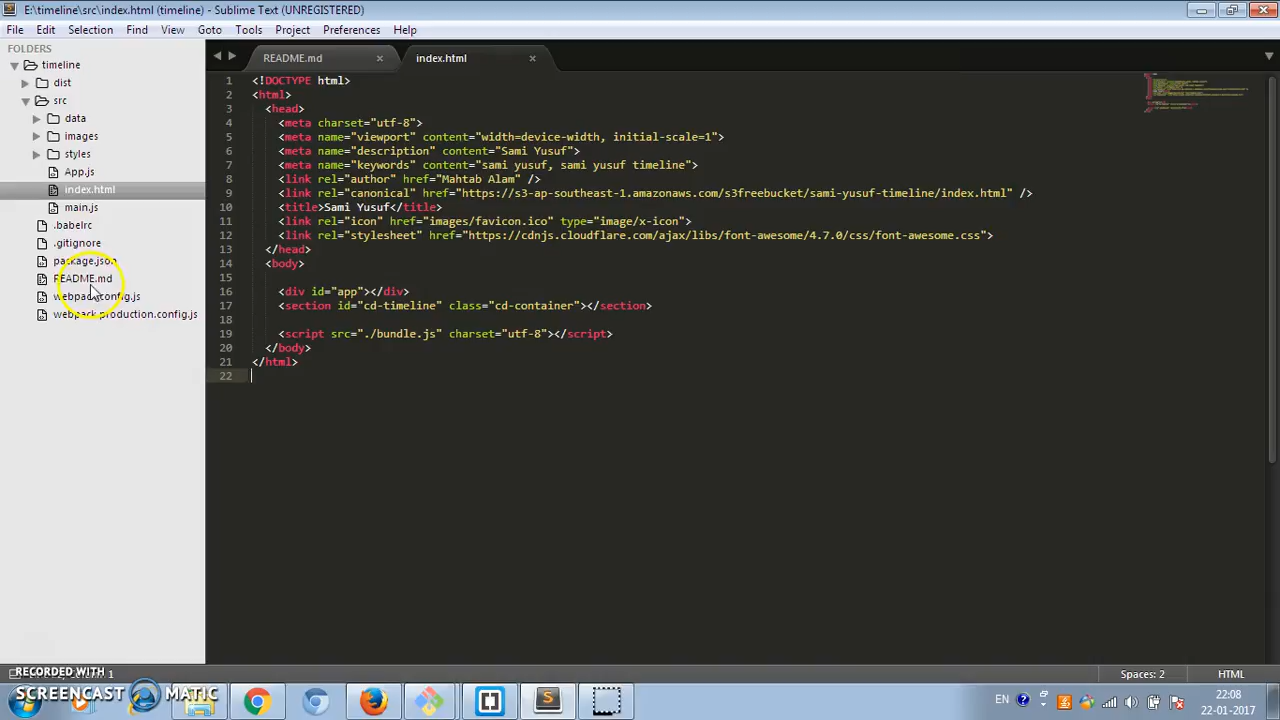 E:\timeline\src\index.html (timeline) - Sublime Text (UNREGISTERED)
File Edit Selection Find View Goto Tools Project Preferences Help
FOLDERS
timeline
dist
src
data
images
styles
App.js
index.html
main.js
.babelrc
.gitignore
package.json
README.md
webpack.config.js
webpack.production.config.js
README.md index.html
1 <!DOCTYPE html>
2 <html>
3 <head>
4 <meta charset="utf-8">
5 <meta name="viewport" content="width=device-width, initial-scale=1">
6 <meta name="description" content="Sami Yusuf">
7 <meta name="keywords" content="sami yusuf, sami yusuf timeline">
8 <link rel="author" href="Mahtab Alam" />
9 <link rel="canonical" href="https://s3-ap-southeast-1.amazonaws.com/s3freebucket/sami-yusuf-timeline/index.html" />
10 <title>Sami Yusuf</title>
11 <link rel="icon" href="images/favicon.ico" type="image/x-icon">
12 <link rel="stylesheet" href="https://cdnjs.cloudflare.com/ajax/libs/font-awesome/4.7.0/css/font-awesome.css">
13 </head>
14 <body>
15
16 <div id="app"></div>
17 <section id="cd-timeline" class="cd-container"></section>
18
19 <script src="./bundle.js" charset="utf-8"></script>
20 </body>
21 </html>
22
RECORDED WITH
SCREENCAST MATIC
Spaces: 2 HTML
EN
22:08
22-01-2017